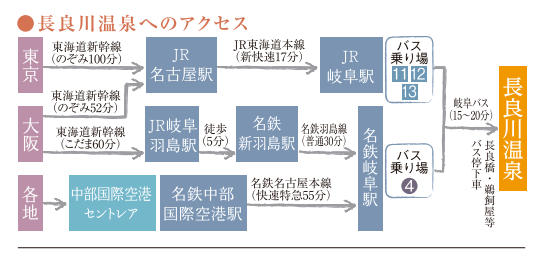 ●長良川温泉へのアクセス
東京
東海道新幹線
(のぞみ100分)
JR
名古屋駅
JR東海道本線
(新快速17分)
JR
岐阜駅
バス
乗り場
11 12
13
東海道新幹線
(のぞみ52分)
大阪
東海道新幹線
(こだま60分)
JR岐阜
羽島駅
徒歩
(5分)
名鉄
新羽島駅
名鉄羽島線
(普通30分)
名鉄岐阜駅
バス
乗り場
4
各地
中部国際空港
セントレア
名鉄中部
国際空港駅
名鉄名古屋本線
(快速特急55分)
岐阜バス
(15〜20分)
長良橋・鵜飼屋等
バス停下車
長良川温泉